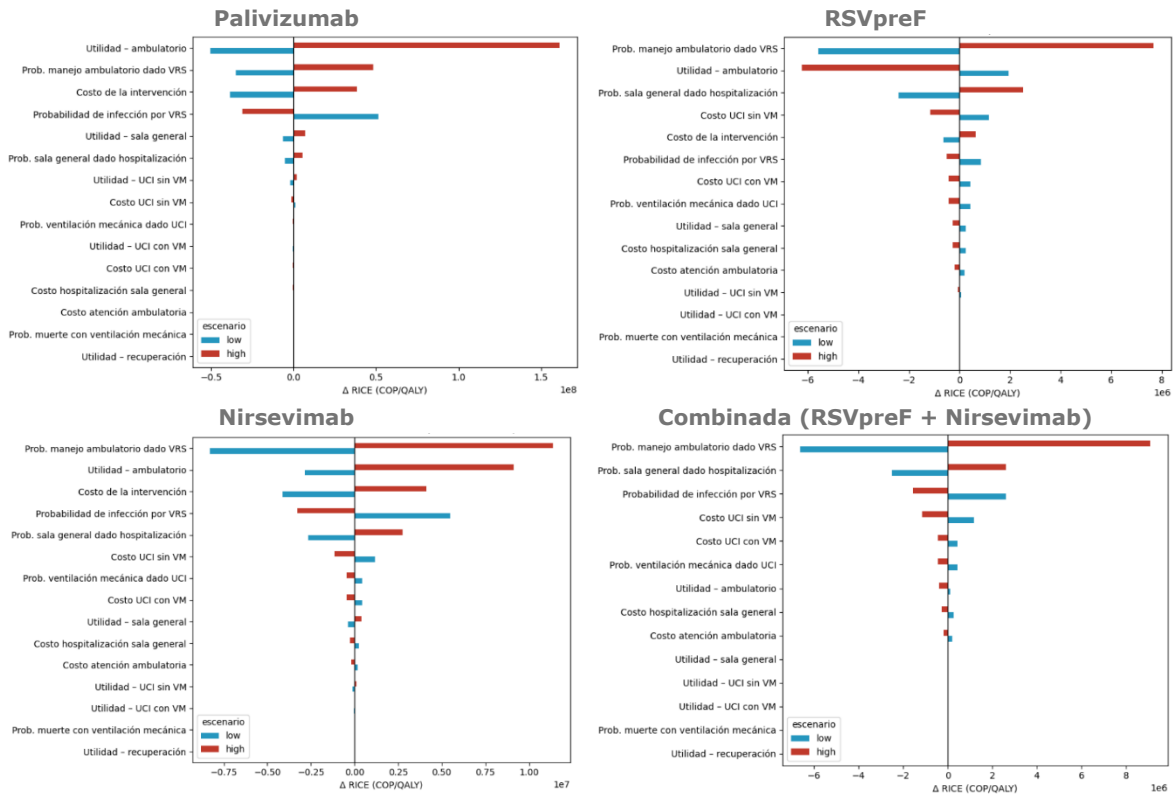 Palivizumab
Utilidad – ambulatorio
Prob. manejo ambulatorio dado VRS
Costo de la intervención
Probabilidad de infección por VRS
Utilidad – sala general
Prob. sala general dado hospitalización
Utilidad – UCI sin VM
Costo UCI sin VM
Prob. ventilación mecánica dado UCI
Utilidad – UCI con VM
Costo UCI con VM
Costo hospitalización sala general
Costo atención ambulatoria
Prob. muerte con ventilación mecánica
Utilidad – recuperación
escenario
low
high
−0.5 0.0 0.5 1.0 1.5
1e8
Δ RICE (COP/QALY)
RSVpreF
Prob. manejo ambulatorio dado VRS
Utilidad – ambulatorio
Prob. sala general dado hospitalización
Costo UCI sin VM
Costo de la intervención
Probabilidad de infección por VRS
Costo UCI con VM
Prob. ventilación mecánica dado UCI
Utilidad – sala general
Costo hospitalización sala general
Costo atención ambulatoria
Utilidad – UCI sin VM
Utilidad – UCI con VM
Prob. muerte con ventilación mecánica
Utilidad – recuperación
escenario
low
high
−6 −4 −2 0 2 4 6 8
1e6
Δ RICE (COP/QALY)
Nirsevimab
Prob. manejo ambulatorio dado VRS
Utilidad – ambulatorio
Costo de la intervención
Probabilidad de infección por VRS
Prob. sala general dado hospitalización
Costo UCI sin VM
Prob. ventilación mecánica dado UCI
Costo UCI con VM
Utilidad – sala general
Costo hospitalización sala general
Costo atención ambulatoria
Utilidad – UCI sin VM
Utilidad – UCI con VM
Prob. muerte con ventilación mecánica
Utilidad – recuperación
escenario
low
high
−0.75 −0.50 −0.25 0.00 0.25 0.50 0.75 1.00
1e7
Δ RICE (COP/QALY)
Combinada (RSVpreF + Nirsevimab)
Prob. manejo ambulatorio dado VRS
Prob. sala general dado hospitalización
Probabilidad de infección por VRS
Costo UCI sin VM
Costo UCI con VM
Prob. ventilación mecánica dado UCI
Utilidad – ambulatorio
Costo hospitalización sala general
Costo atención ambulatoria
Utilidad – sala general
Utilidad – UCI sin VM
Utilidad – UCI con VM
Prob. muerte con ventilación mecánica
Utilidad – recuperación
escenario
low
high
−6 −4 −2 0 2 4 6 8
1e6
Δ RICE (COP/QALY)